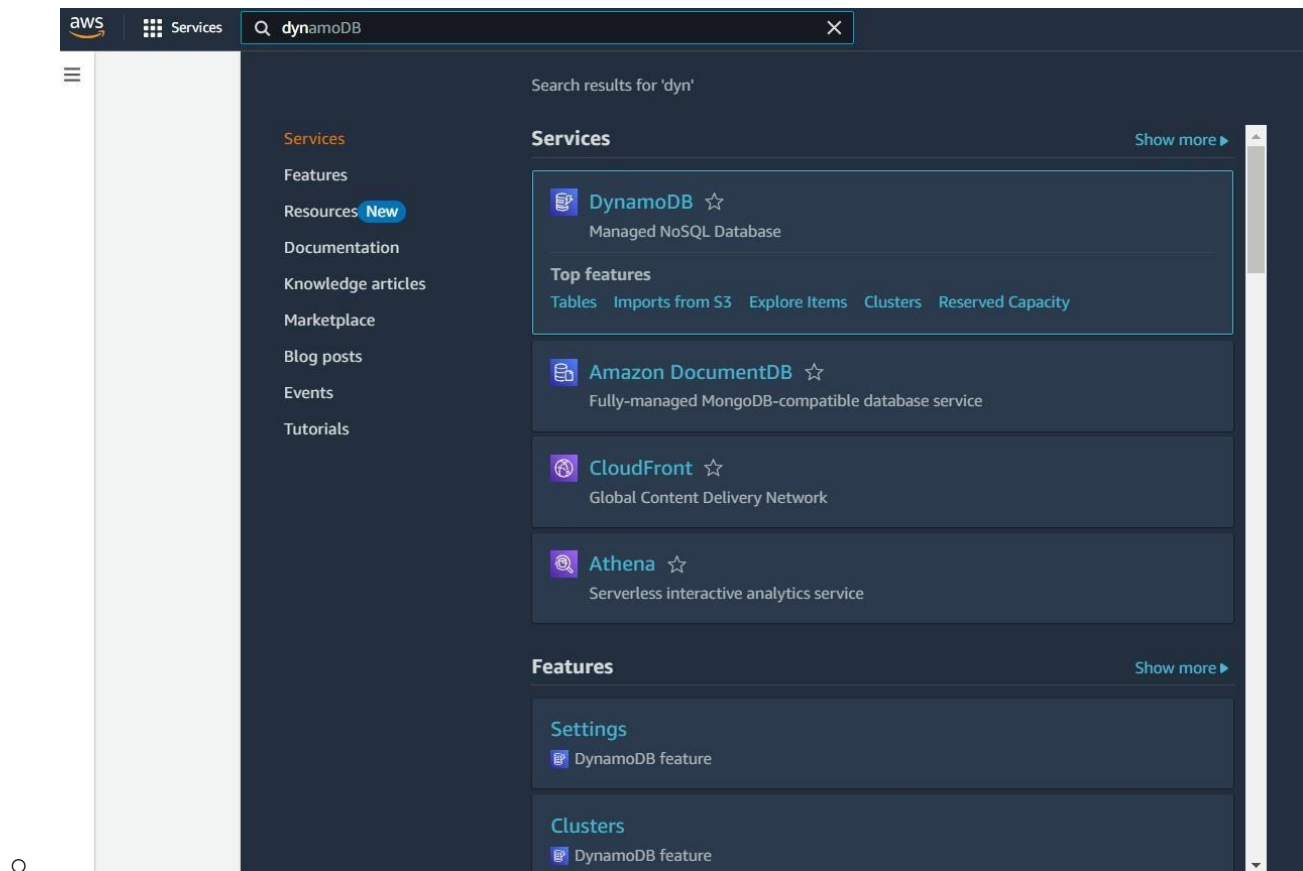 aws Services dynamoDB
Search results for 'dyn'
Services
Features
Resources New
Documentation
Knowledge articles
Marketplace
Blog posts
Events
Tutorials
Services Show more
DynamoDB
Managed NoSQL Database
Top features
Tables Imports from S3 Explore Items Clusters Reserved Capacity
Amazon DocumentDB
Fully-managed MongoDB-compatible database service
CloudFront
Global Content Delivery Network
Athena
Serverless interactive analytics service
Features Show more
Settings
DynamoDB feature
Clusters
DynamoDB feature